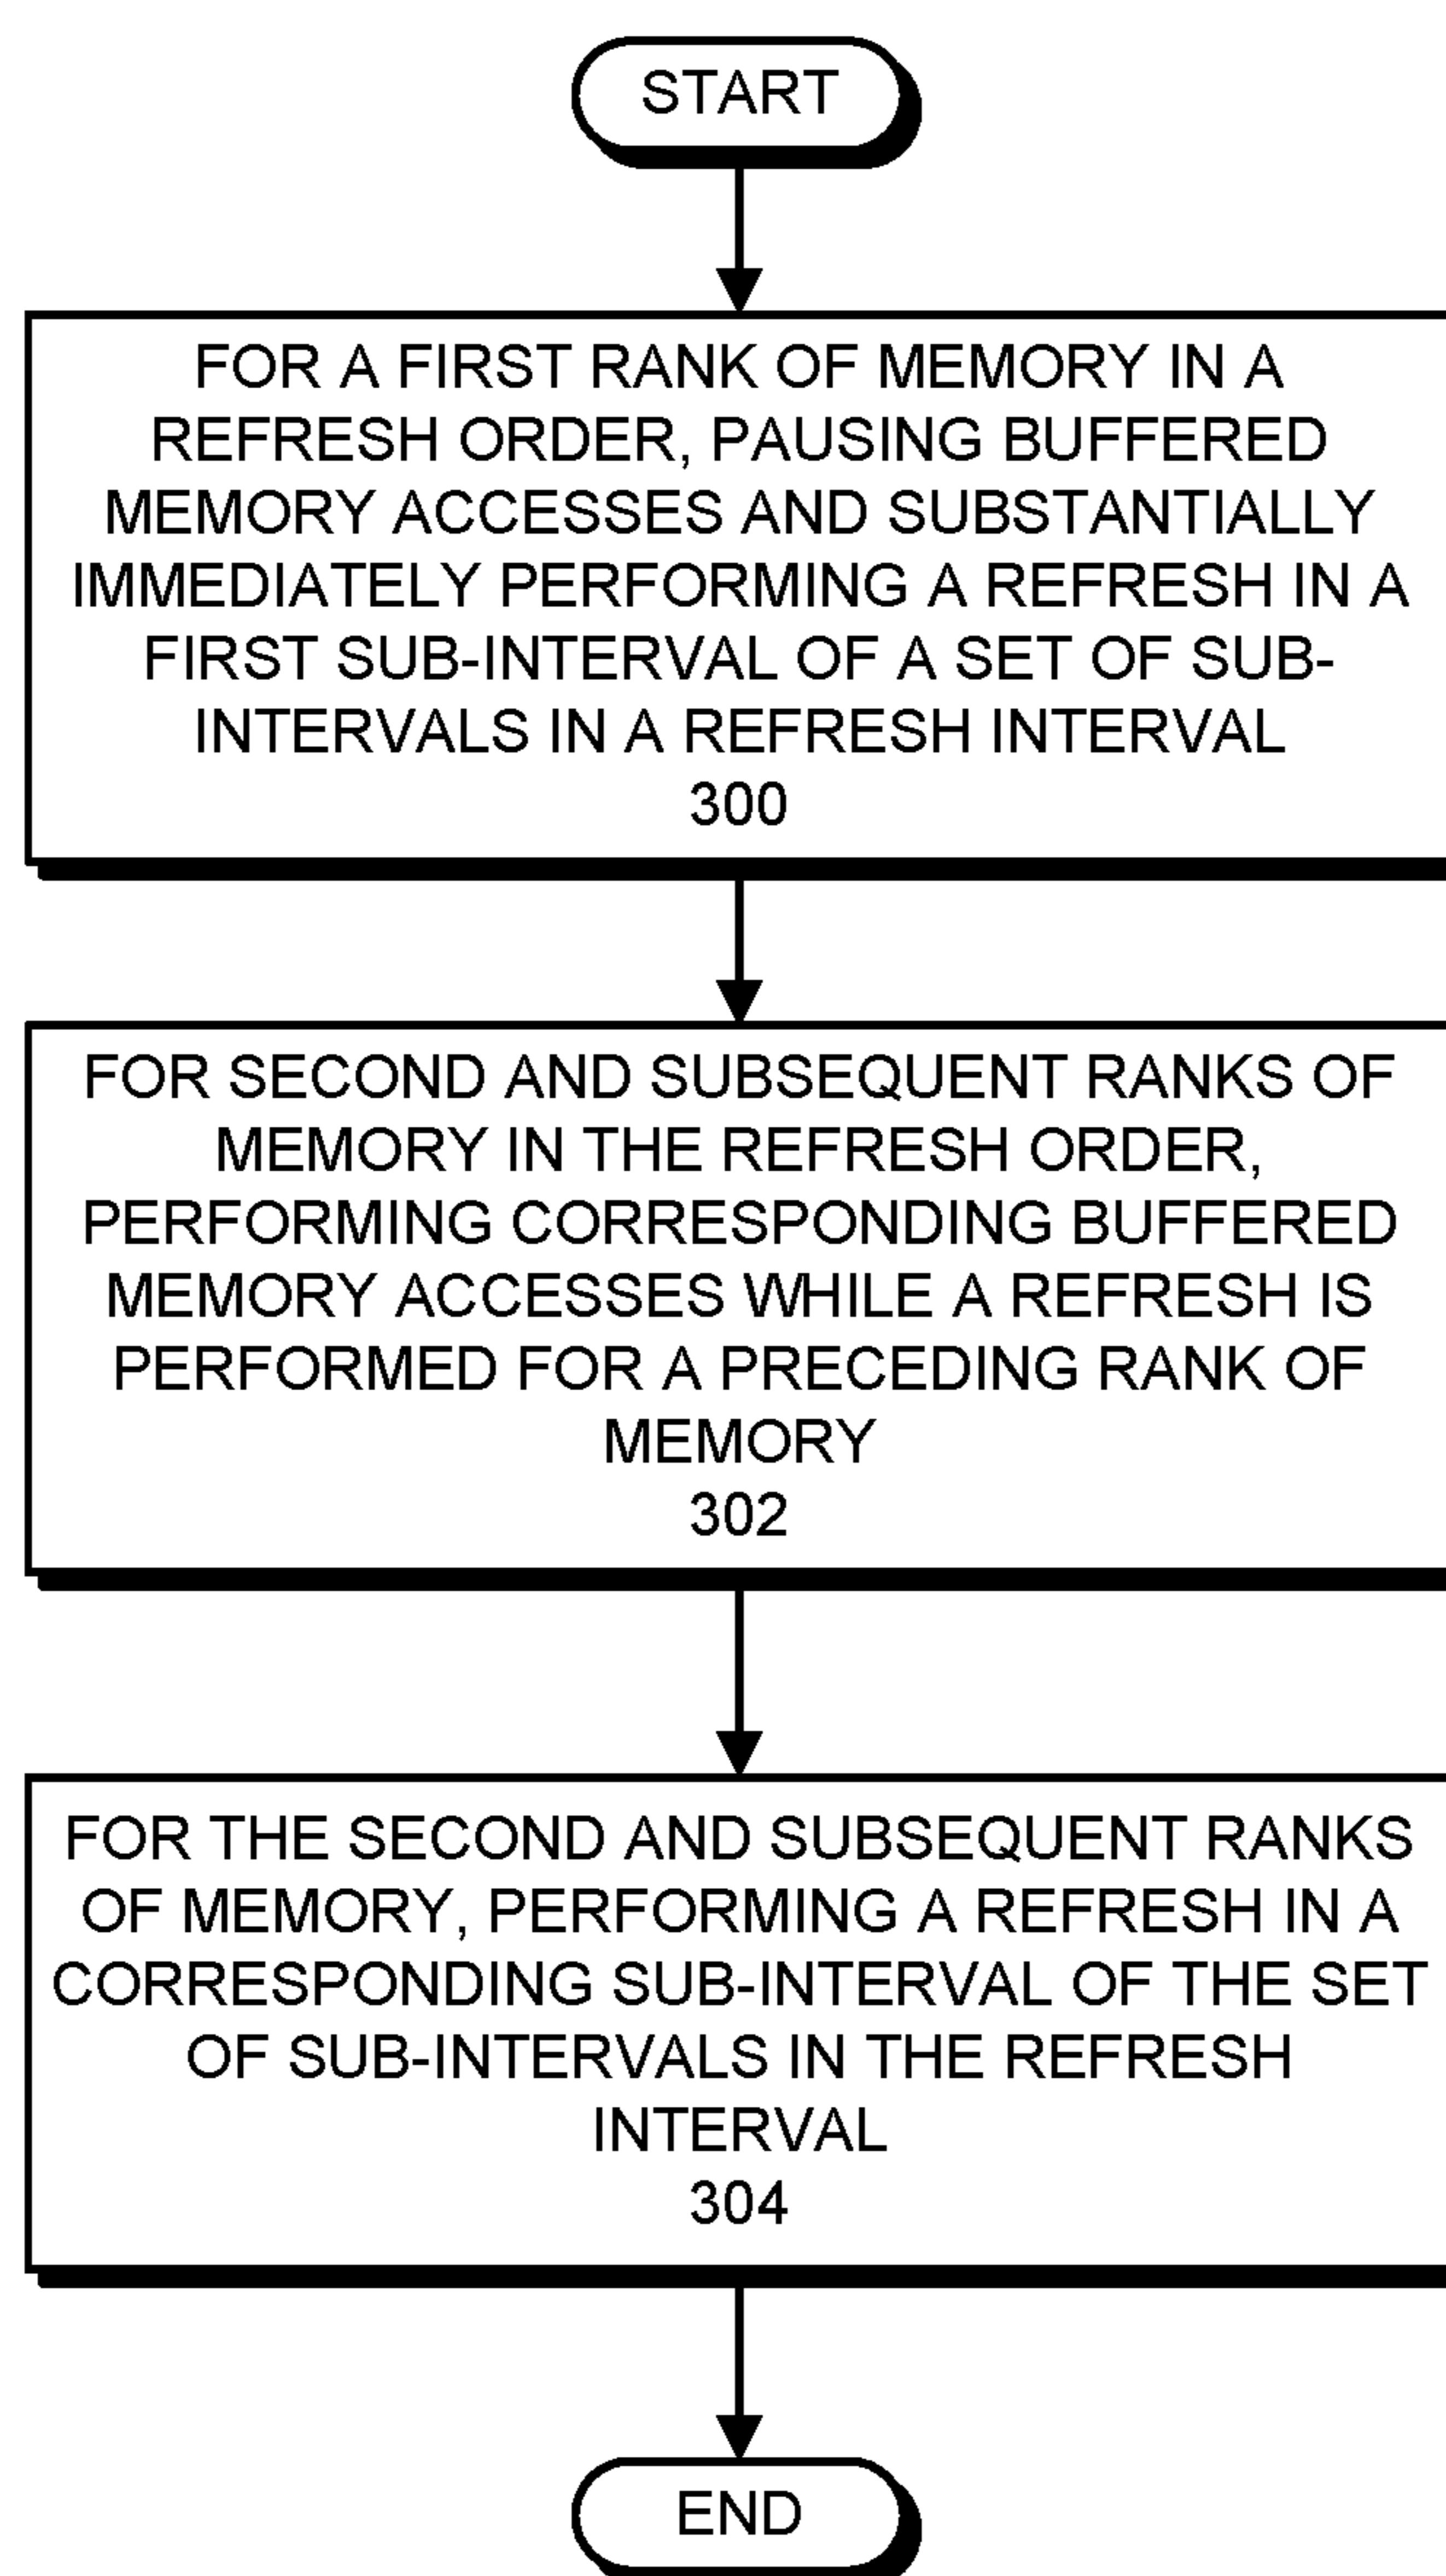 START
FOR A FIRST RANK OF MEMORY IN A
REFRESH ORDER, PAUSING BUFFERED
MEMORY ACCESSES AND SUBSTANTIALLY
IMMEDIATELY PERFORMING A REFRESH IN A
FIRST SUB-INTERVAL OF A SET OF SUB-
INTERVALS IN A REFRESH INTERVAL
300
FOR SECOND AND SUBSEQUENT RANKS OF
MEMORY IN THE REFRESH ORDER,
PERFORMING CORRESPONDING BUFFERED
MEMORY ACCESSES WHILE A REFRESH IS
PERFORMED FOR A PRECEDING RANK OF
MEMORY
302
FOR THE SECOND AND SUBSEQUENT RANKS
OF MEMORY, PERFORMING A REFRESH IN A
CORRESPONDING SUB-INTERVAL OF THE SET
OF SUB-INTERVALS IN THE REFRESH
INTERVAL
304
END